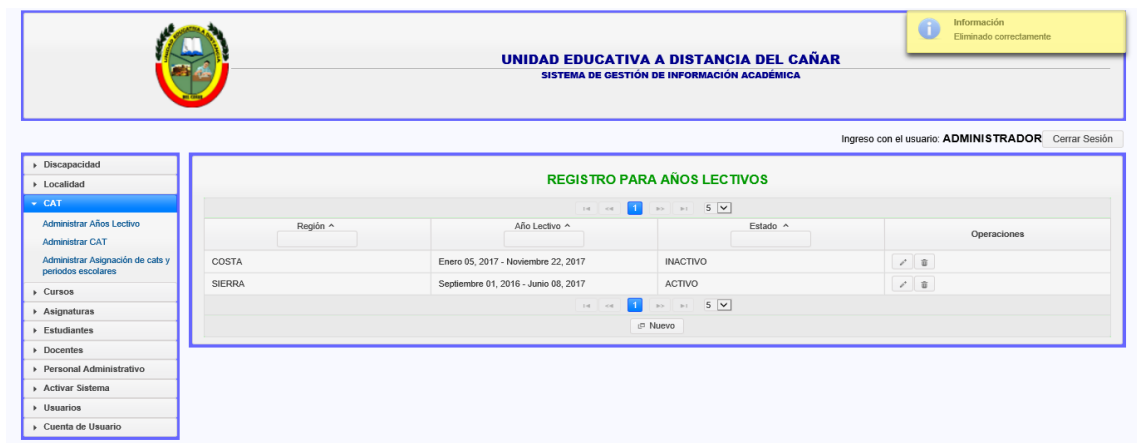 Información
Eliminado correctamente
UNIDAD EDUCATIVA A DISTANCIA DEL CAÑAR
SISTEMA DE GESTIÓN DE INFORMACIÓN ACADÉMICA
Ingreso con el usuario: ADMINISTRADOR Cerrar Sesión
Discapacidad
Localidad
CAT
Administrar Años Lectivo
Administrar CAT
Administrar Asignación de cats y
periodos escolares
Cursos
Asignaturas
Estudiantes
Docentes
Personal Administrativo
Activar Sistema
Usuarios
Cuenta de Usuario
REGISTRO PARA AÑOS LECTIVOS
1 5
Región Año Lectivo Estado Operaciones
COSTA Enero 05, 2017 - Noviembre 22, 2017 INACTIVO
SIERRA Septiembre 01, 2016 - Junio 08, 2017 ACTIVO
1 5
Nuevo